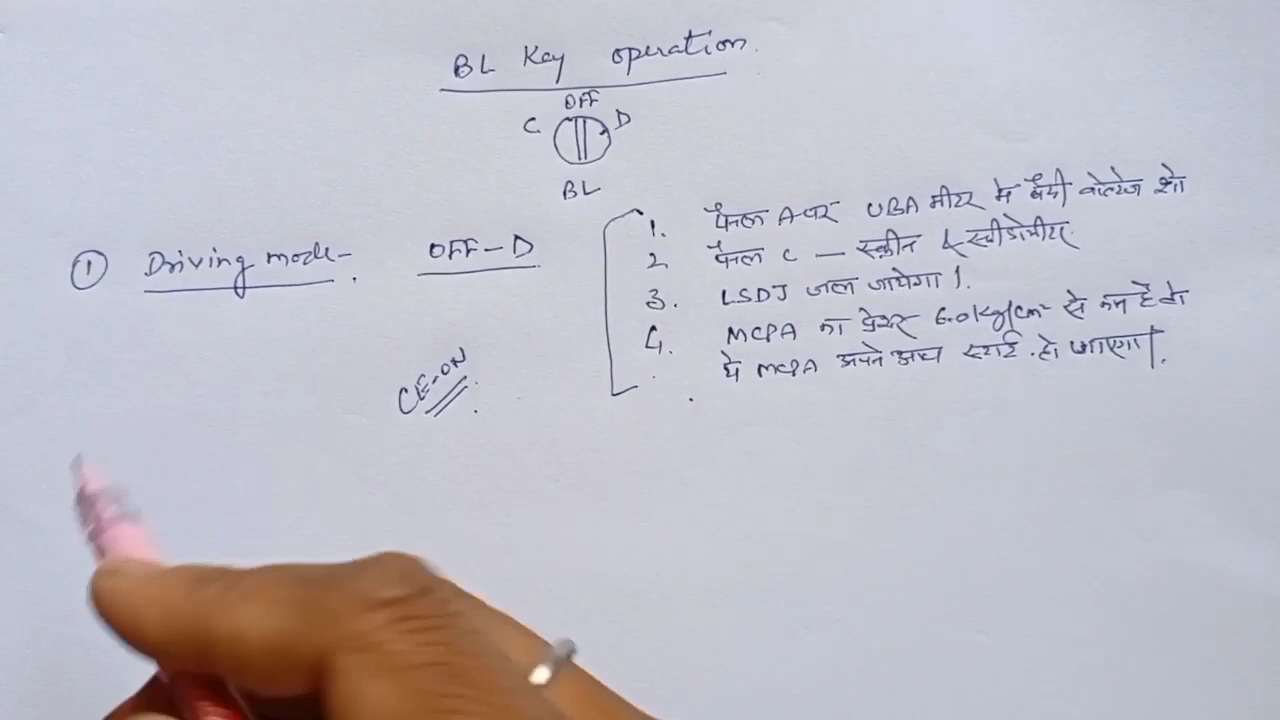 BL Key operation
OFF
C D
BL
① Driving mode- OFF-D
1. पैनल A पर UBA मीटर में बैट्री वोल्टेज शो
2. पैनल C — स्क्रीन & स्पीडोमीटर
3. LSDJ जल जायेगा।
4. MCPA का प्रेशर 6.0kg/cm² से कम है तो
ये MCPA अपने आप स्टार्ट हो जाएगा।
CE-ON